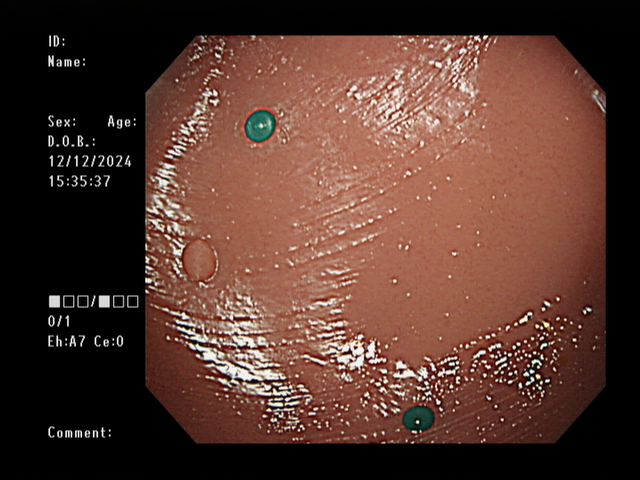 ID:
Name:
Sex: Age:
D.O.B.:
12/12/2024
15:35:37
■□□/■□□
0/1
Eh:A7 Ce:0
Comment: